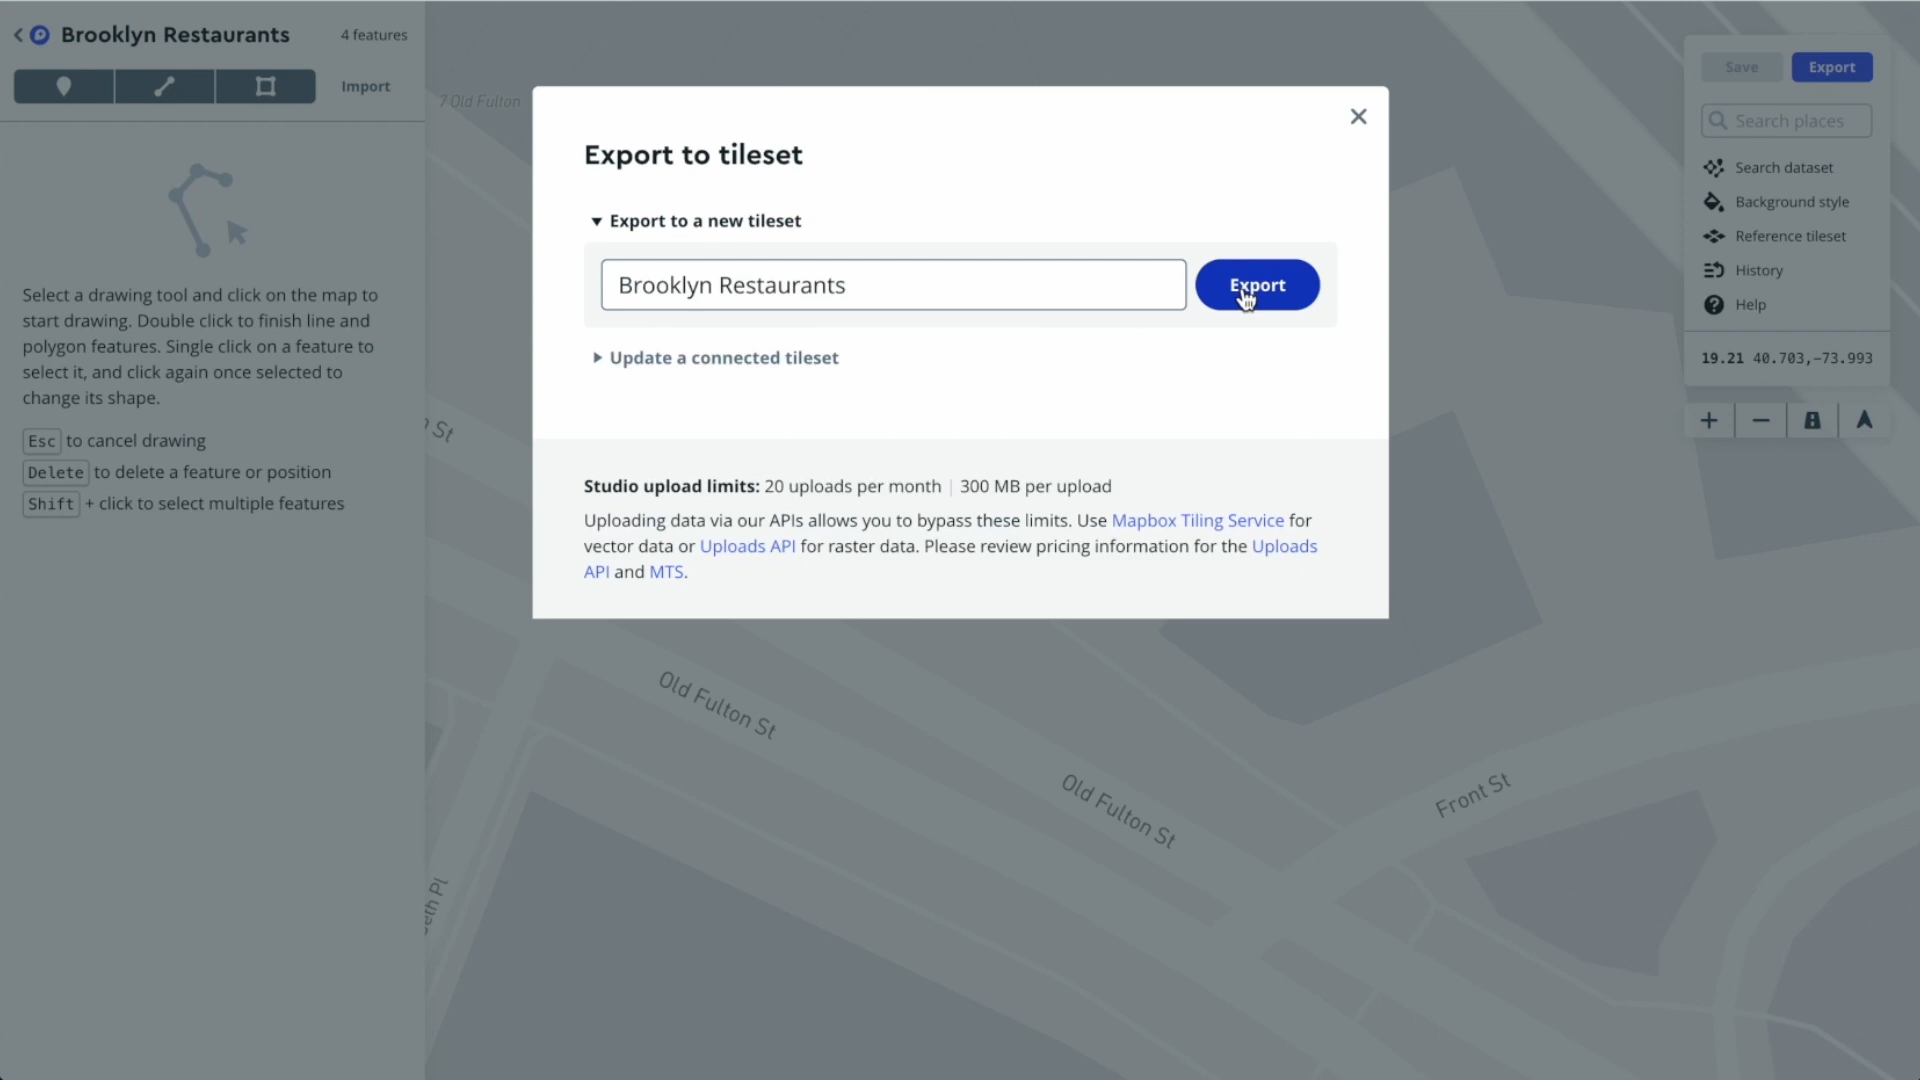 Brooklyn Restaurants
4 features
Import
Select a drawing tool and click on the map to
start drawing. Double click to finish line and
polygon features. Single click on a feature to
select it, and click again once selected to
change its shape.
Esc to cancel drawing
Delete to delete a feature or position
Shift + click to select multiple features
7 Old Fulton
Export to tileset
Export to a new tileset
Brooklyn Restaurants
Export
Update a connected tileset
Studio upload limits: 20 uploads per month | 300 MB per upload
Uploading data via our APIs allows you to bypass these limits. Use Mapbox Tiling Service for
vector data or Uploads API for raster data. Please review pricing information for the Uploads
API and MTS.
Save
Export
Search places
Search dataset
Background style
Reference tileset
History
Help
19.21 40.703,-73.993
St
Old Fulton St
Old Fulton St
Front St
Pl